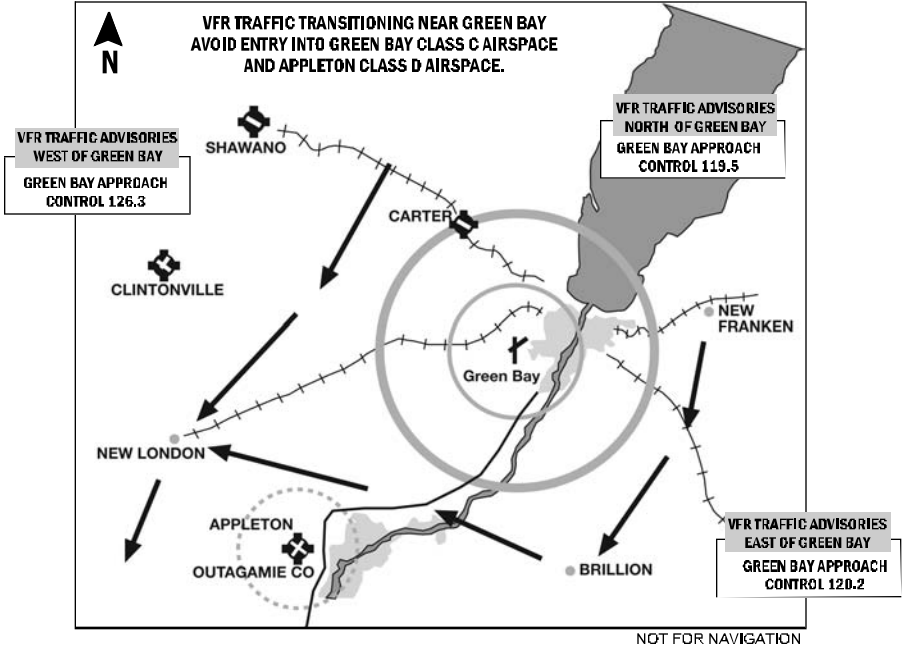 VFR TRAFFIC TRANSITIONING NEAR GREEN BAY
AVOID ENTRY INTO GREEN BAY CLASS C AIRSPACE
AND APPLETON CLASS D AIRSPACE.
N
VFR TRAFFIC ADVISORIES
NORTH OF GREEN BAY
GREEN BAY APPROACH
CONTROL 119.5
SHAWANO
VFR TRAFFIC ADVISORIES
WEST OF GREEN BAY
GREEN BAY APPROACH
CONTROL 126.3
CARTER
CLINTONVILLE
NEW
FRANKEN
Green Bay
NEW LONDON
APPLETON
OUTAGAMIE CO
BRILLION
VFR TRAFFIC ADVISORIES
EAST OF GREEN BAY
GREEN BAY APPROACH
CONTROL 120.2
NOT FOR NAVIGATION